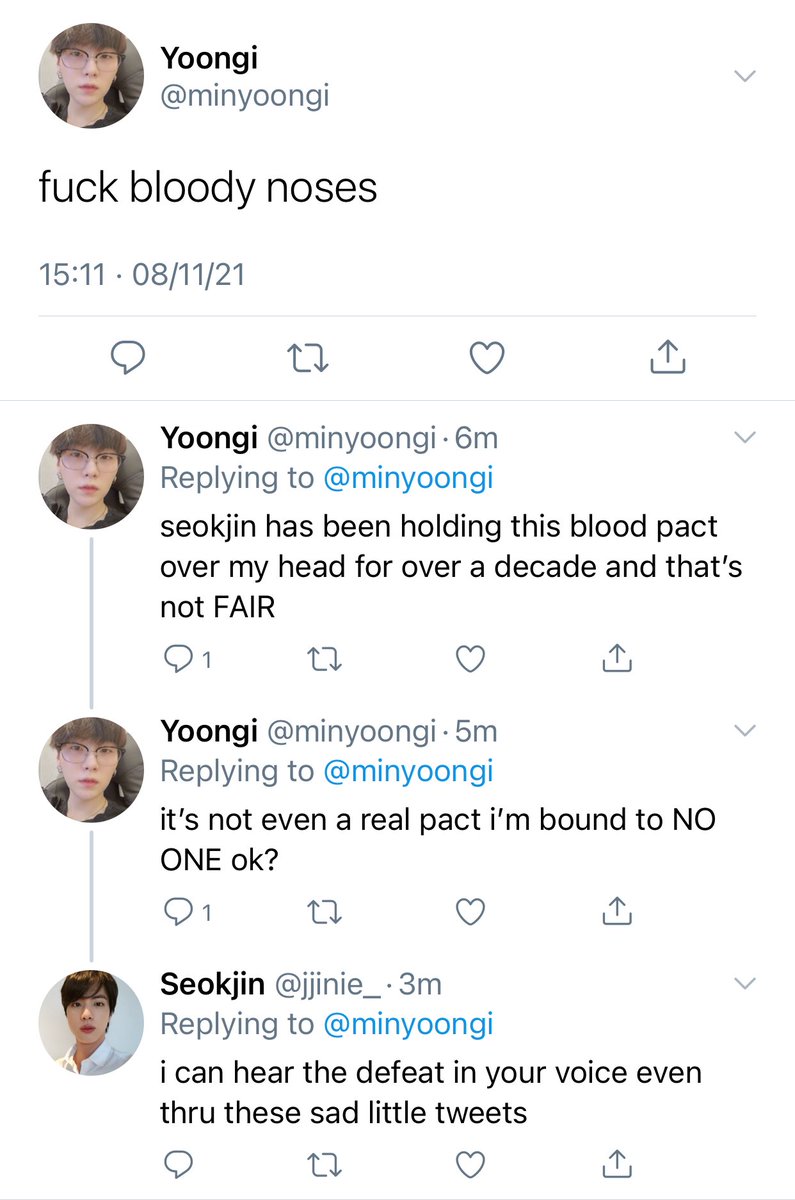 Yoongi
@minyoongi
fuck bloody noses
15:11 · 08/11/21
Yoongi @minyoongi · 6m
Replying to @minyoongi
seokjin has been holding this blood pact
over my head for over a decade and that's
not FAIR
1
Yoongi @minyoongi · 5m
Replying to @minyoongi
it's not even a real pact i'm bound to NO
ONE ok?
1
Seokjin @jjinie_ · 3m
Replying to @minyoongi
i can hear the defeat in your voice even
thru these sad little tweets